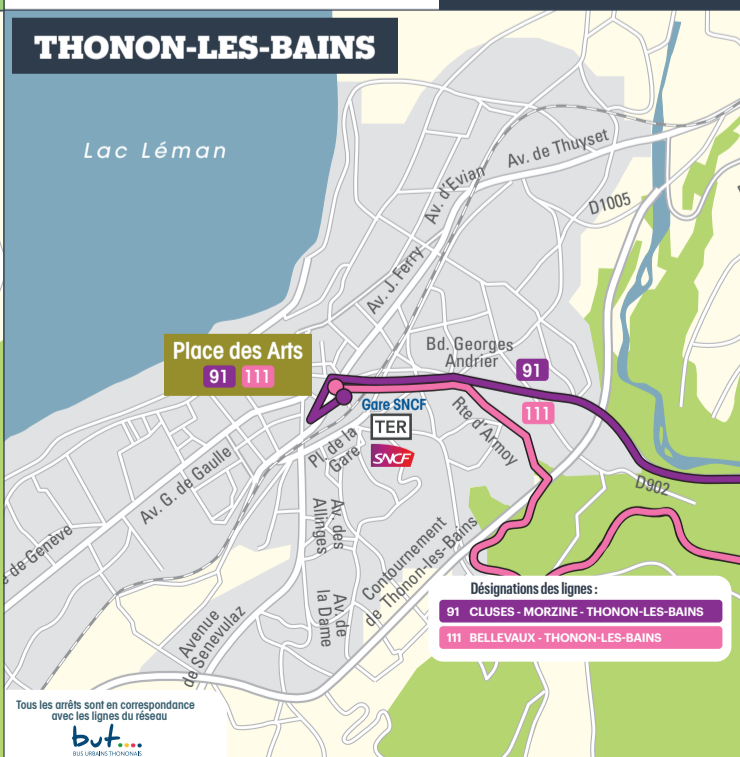 THONON-LES-BAINS
Lac Léman
Av. de Thuyset
Av. d'Evian
D1005
Av. J. Ferry
Place des Arts
91 111
Bd. Georges
Andrier
91
111
Gare SNCF
TER
SNCF
Rte d'Armoy
Pl. de la
Gare
Av. G. de Gaulle
D902
Av. des
Allinges
Contournement
de Thonon-les-Bains
e de Genève
Av. de
la Dame
Avenue
de Senevulaz
Désignations des lignes :
91 CLUSES - MORZINE - THONON-LES-BAINS
111 BELLEVAUX - THONON-LES-BAINS
Tous les arrêts sont en correspondance
avec les lignes du réseau
but...
BUS URBAINS THONONAIS